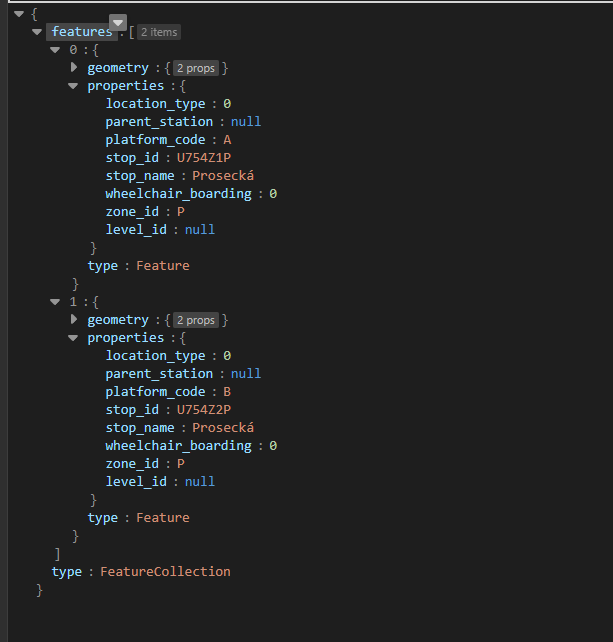 {
features : [ 2 items
0 : {
geometry : { 2 props }
properties : {
location_type : 0
parent_station : null
platform_code : A
stop_id : U754Z1P
stop_name : Prosecká
wheelchair_boarding : 0
zone_id : P
level_id : null
}
type : Feature
}
1 : {
geometry : { 2 props }
properties : {
location_type : 0
parent_station : null
platform_code : B
stop_id : U754Z2P
stop_name : Prosecká
wheelchair_boarding : 0
zone_id : P
level_id : null
}
type : Feature
}
]
type : FeatureCollection
}